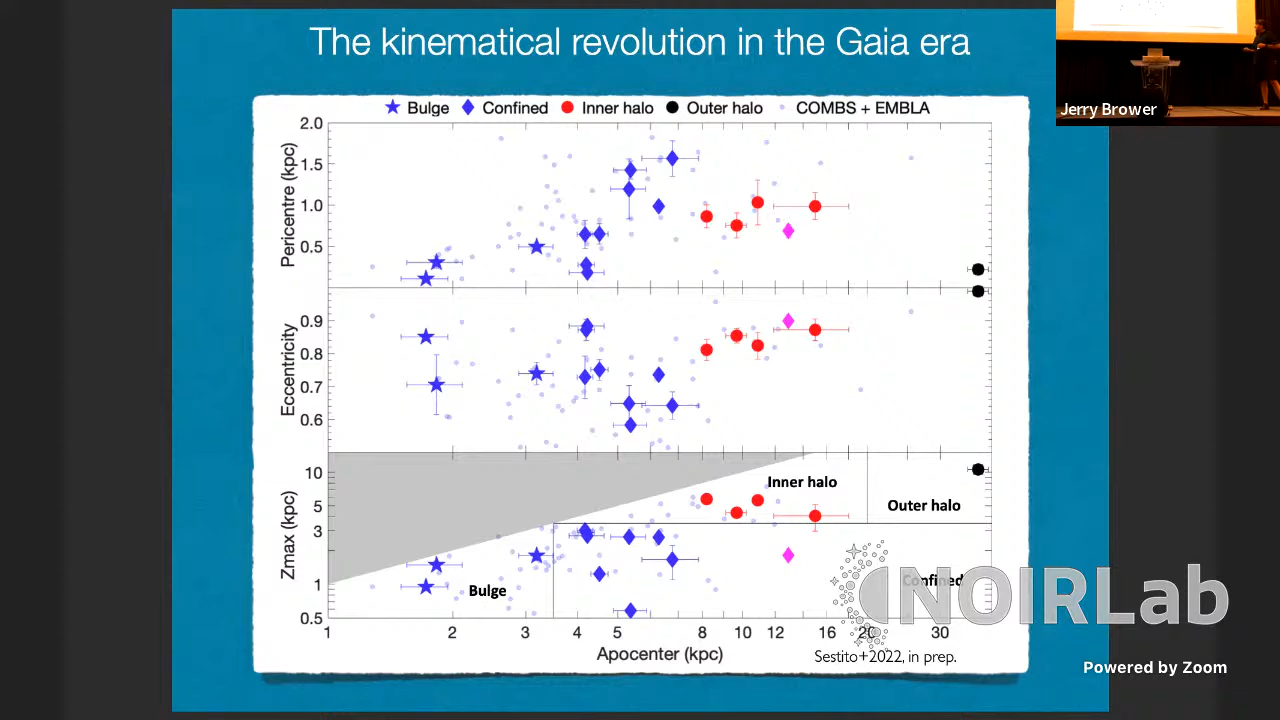 The kinematical revolution in the Gaia era
Jerry Brower
Bulge Confined Inner halo Outer halo COMBS + EMBLA
Pericentre (kpc)
2.0
1.5
1.0
0.5
Eccentricity
0.9
0.8
0.7
0.6
Zmax (kpc)
10
5
3
1
0.5
Inner halo
Outer halo
Bulge
Confined
1 2 3 4 5 8 10 12 16 20 30
Apocenter (kpc)
Sestito+2022, in prep.
NOIRLab
Powered by Zoom